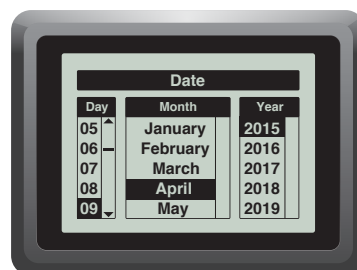 Date
Day Month Year
05 January 2015
06 February 2016
07 March 2017
08 April 2018
09 May 2019